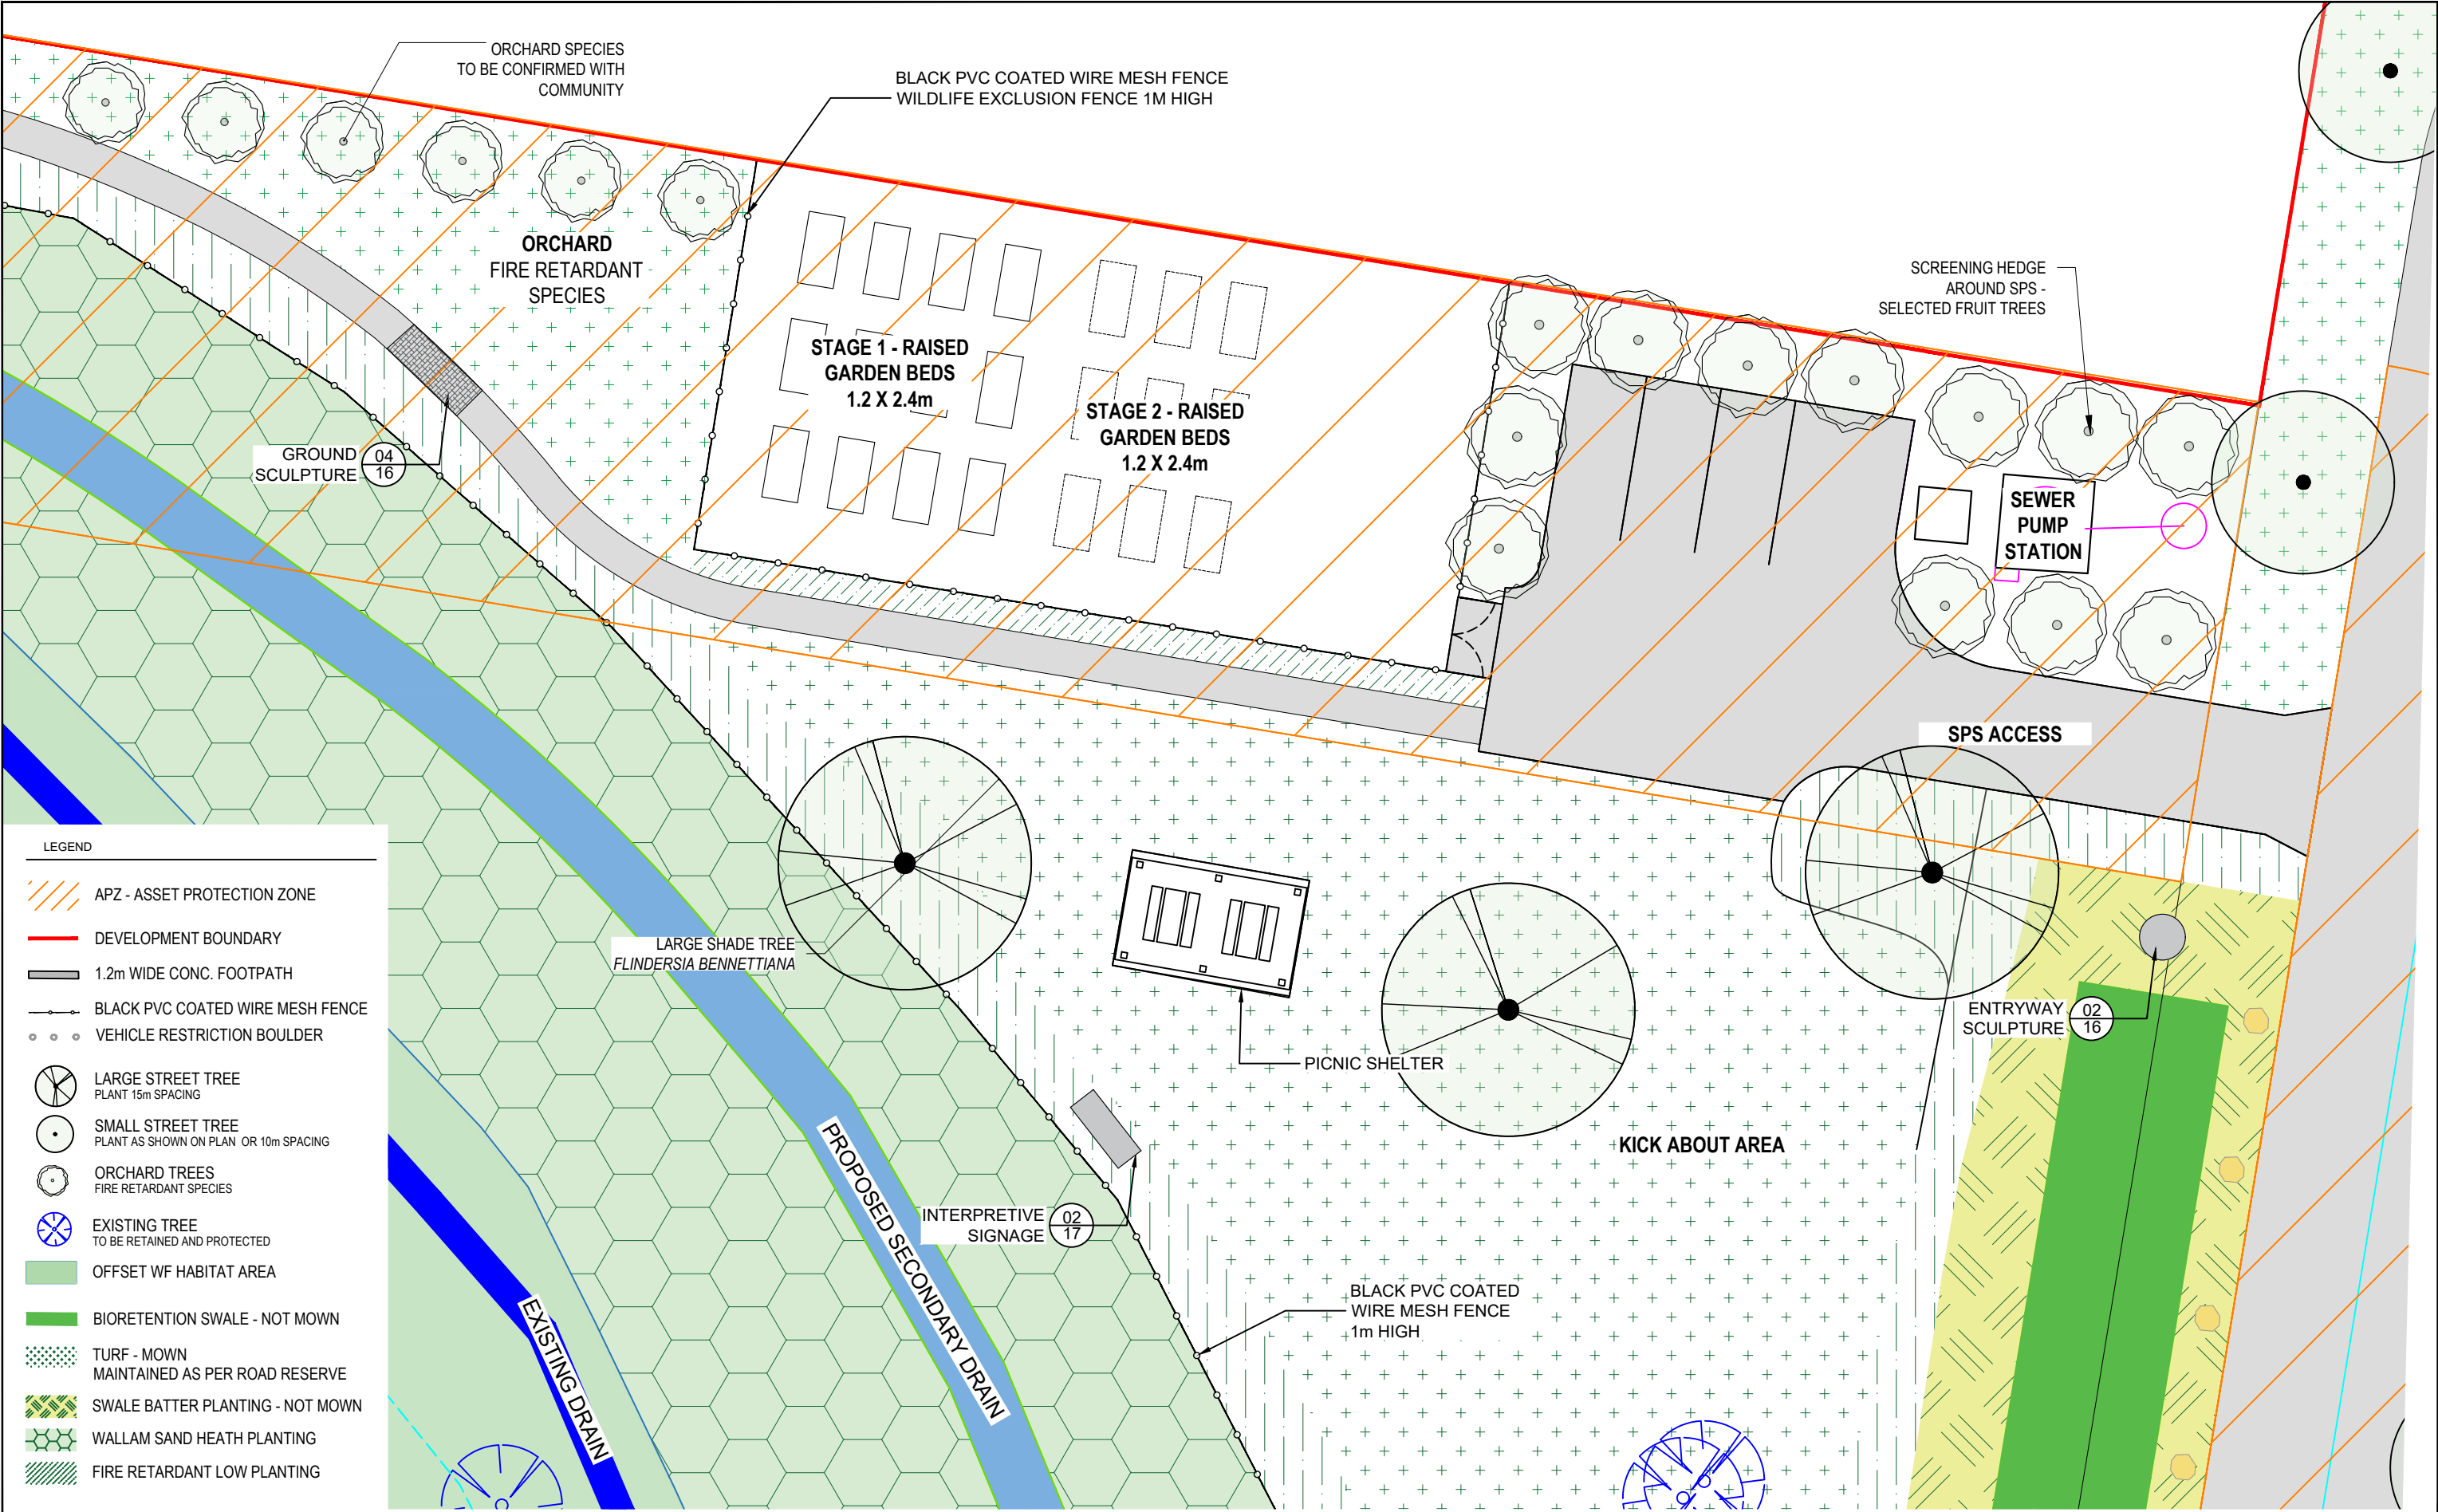 ORCHARD SPECIES
TO BE CONFIRMED WITH
COMMUNITY
BLACK PVC COATED WIRE MESH FENCE
WILDLIFE EXCLUSION FENCE 1M HIGH
ORCHARD
FIRE RETARDANT
SPECIES
SCREENING HEDGE
AROUND SPS -
SELECTED FRUIT TREES
STAGE 1 - RAISED
GARDEN BEDS
1.2 X 2.4m
STAGE 2 - RAISED
GARDEN BEDS
1.2 X 2.4m
GROUND
SCULPTURE
04
16
SEWER
PUMP
STATION
SPS ACCESS
LARGE SHADE TREE
FLINDERSIA BENNETTIANA
PICNIC SHELTER
ENTRYWAY
SCULPTURE
02
16
KICK ABOUT AREA
INTERPRETIVE
SIGNAGE
02
17
BLACK PVC COATED
WIRE MESH FENCE
1m HIGH
PROPOSED SECONDARY DRAIN
EXISTING DRAIN
LEGEND
APZ - ASSET PROTECTION ZONE
DEVELOPMENT BOUNDARY
1.2m WIDE CONC. FOOTPATH
BLACK PVC COATED WIRE MESH FENCE
VEHICLE RESTRICTION BOULDER
LARGE STREET TREE
PLANT 15m SPACING
SMALL STREET TREE
PLANT AS SHOWN ON PLAN OR 10m SPACING
ORCHARD TREES
FIRE RETARDANT SPECIES
EXISTING TREE
TO BE RETAINED AND PROTECTED
OFFSET WF HABITAT AREA
BIORETENTION SWALE - NOT MOWN
TURF - MOWN
MAINTAINED AS PER ROAD RESERVE
SWALE BATTER PLANTING - NOT MOWN
WALLAM SAND HEATH PLANTING
FIRE RETARDANT LOW PLANTING